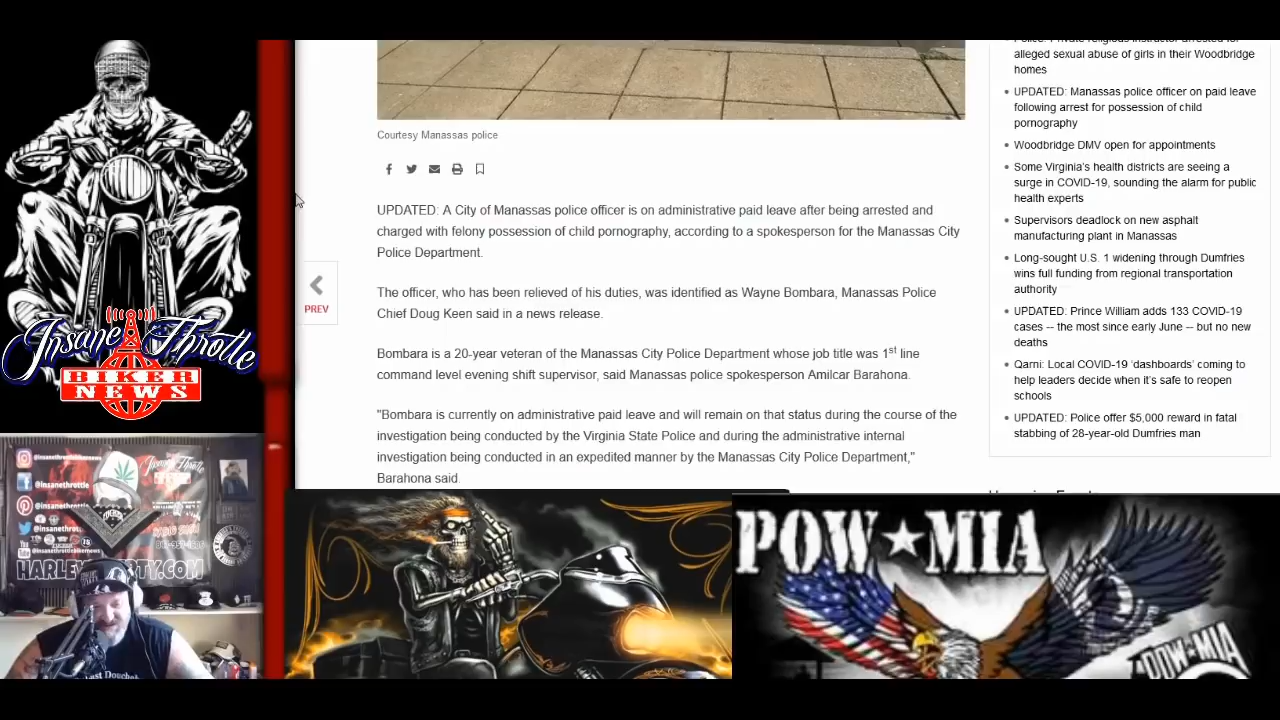 Courtesy Manassas police
UPDATED: A City of Manassas police officer is on administrative paid leave after being arrested and
charged with felony possession of child pornography, according to a spokesperson for the Manassas City
Police Department.
PREV
The officer, who has been relieved of his duties, was identified as Wayne Bombara, Manassas Police
Chief Doug Keen said in a news release.
Bombara is a 20-year veteran of the Manassas City Police Department whose job title was 1st line
command level evening shift supervisor, said Manassas police spokesperson Amilcar Barahona.
"Bombara is currently on administrative paid leave and will remain on that status during the course of the
investigation being conducted by the Virginia State Police and during the administrative internal
investigation being conducted in an expedited manner by the Manassas City Police Department,"
Barahona said.
alleged sexual abuse of girls in their Woodbridge
homes
UPDATED: Manassas police officer on paid leave
following arrest for possession of child
pornography
Woodbridge DMV open for appointments
Some Virginia's health districts are seeing a
surge in COVID-19, sounding the alarm for public
health experts
Supervisors deadlock on new asphalt
manufacturing plant in Manassas
Long-sought U.S. 1 widening through Dumfries
wins full funding from regional transportation
authority
UPDATED: Prince William adds 133 COVID-19
cases -- the most since early June -- but no new
deaths
Qarni: Local COVID-19 'dashboards' coming to
help leaders decide when it's safe to reopen
schools
UPDATED: Police offer $5,000 reward in fatal
stabbing of 28-year-old Dumfries man
Insane Throttle
BIKER
NEWS
@insanethrottle
@insanethrottle
@insanethrottle
@insanethrottlebikernews
POW★MIA
POW★MIA